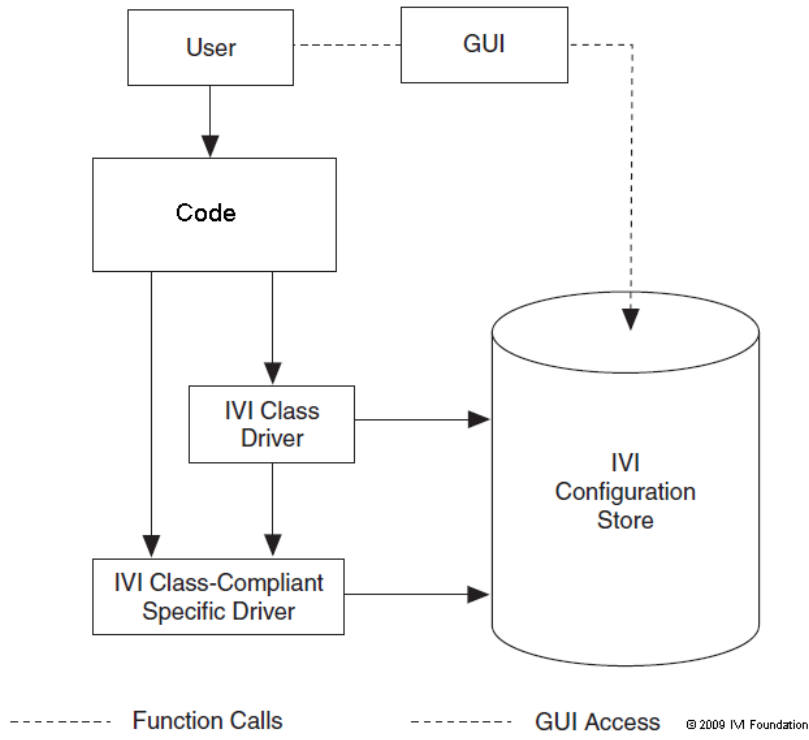 User
GUI
Code
IVI Class
Driver
IVI
Configuration
Store
IVI Class-Compliant
Specific Driver
Function Calls
GUI Access
© 2009 IVI Foundation